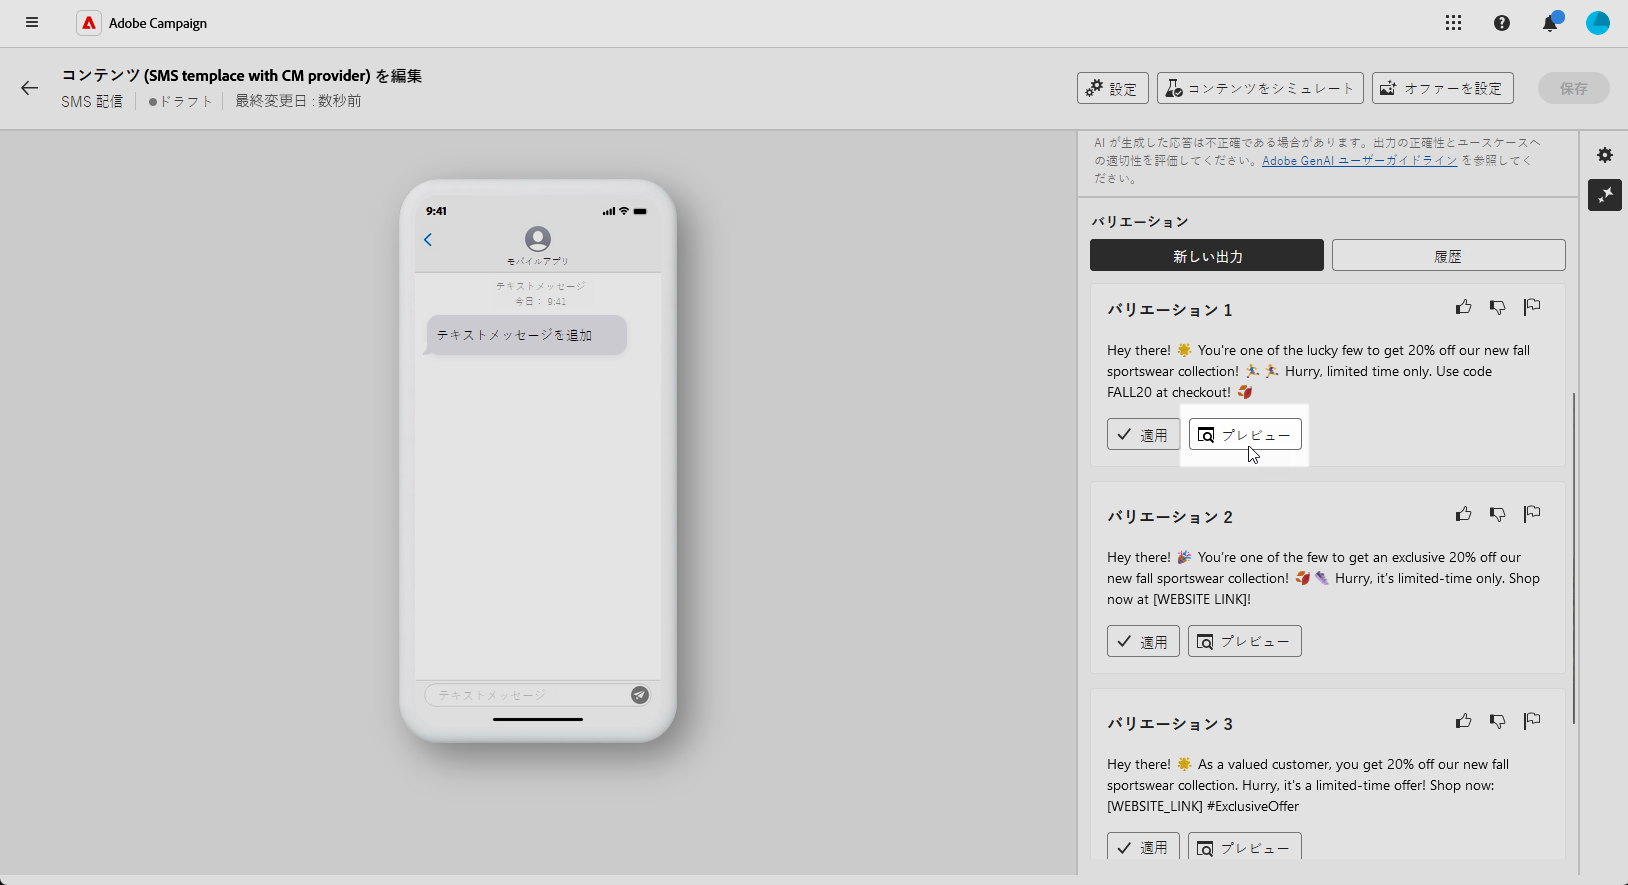 Adobe Campaign
コンテンツ (SMS templace with CM provider) を編集
SMS 配信
ドラフト
最終変更日 : 数秒前
設定
コンテンツをシミュレート
オファーを設定
保存
9:41
モバイルアプリ
テキストメッセージ
今日： 9:41
テキストメッセージを追加
テキストメッセージ
AI が生成した応答は不正確である場合があります。出力の正確性とユースケースへ
の適切性を評価してください。Adobe GenAI ユーザーガイドライン を参照してく
ださい。
バリエーション
新しい出力
履歴
バリエーション 1
Hey there! 🌟 You're one of the lucky few to get 20% off our new fall
sportswear collection! 🏃‍♂️🏃‍♀️ Hurry, limited time only. Use code
FALL20 at checkout! 🍂
適用
プレビュー
バリエーション 2
Hey there! 🎉 You’re one of the few to get an exclusive 20% off our
new fall sportswear collection! 🍂👟 Hurry, it’s limited-time only. Shop
now at [WEBSITE LINK]!
適用
プレビュー
バリエーション 3
Hey there! 🌟 As a valued customer, you get 20% off our new fall
sportswear collection. Hurry, it's a limited-time offer! Shop now:
[WEBSITE_LINK] #ExclusiveOffer
適用
プレビュー